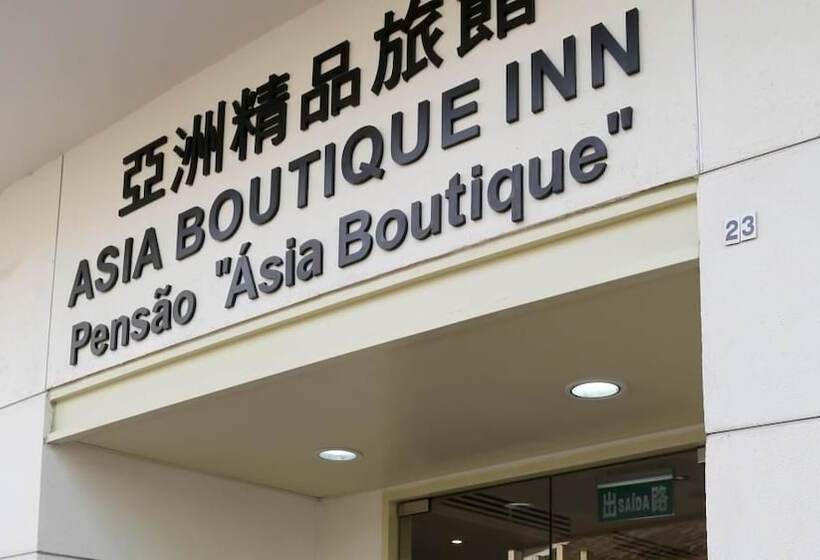 亞洲精品旅館
ASIA BOUTIQUE INN
Pensão "Ásia Boutique"
23
出 SAÍDA 路